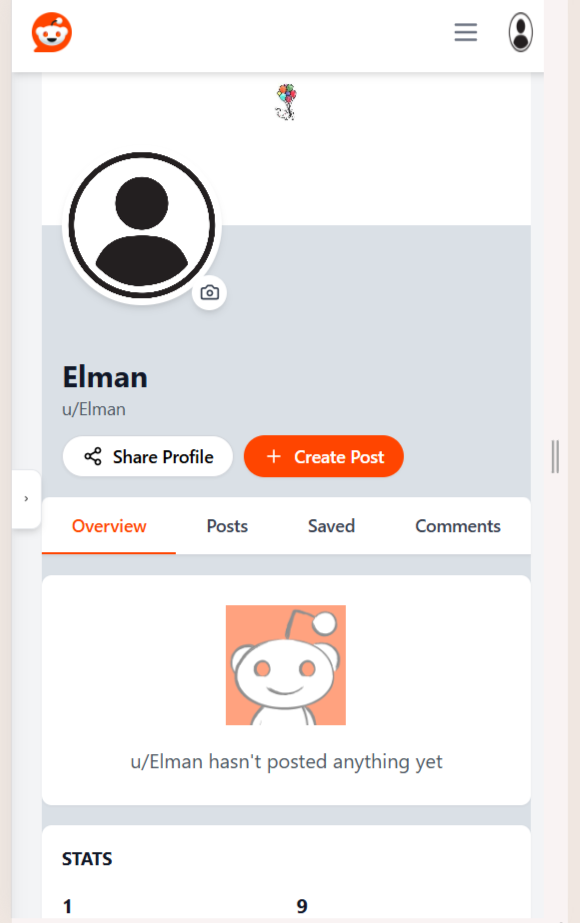 Elman
u/Elman
Share Profile
+ Create Post
›
Overview Posts Saved Comments
u/Elman hasn't posted anything yet
STATS
1 9